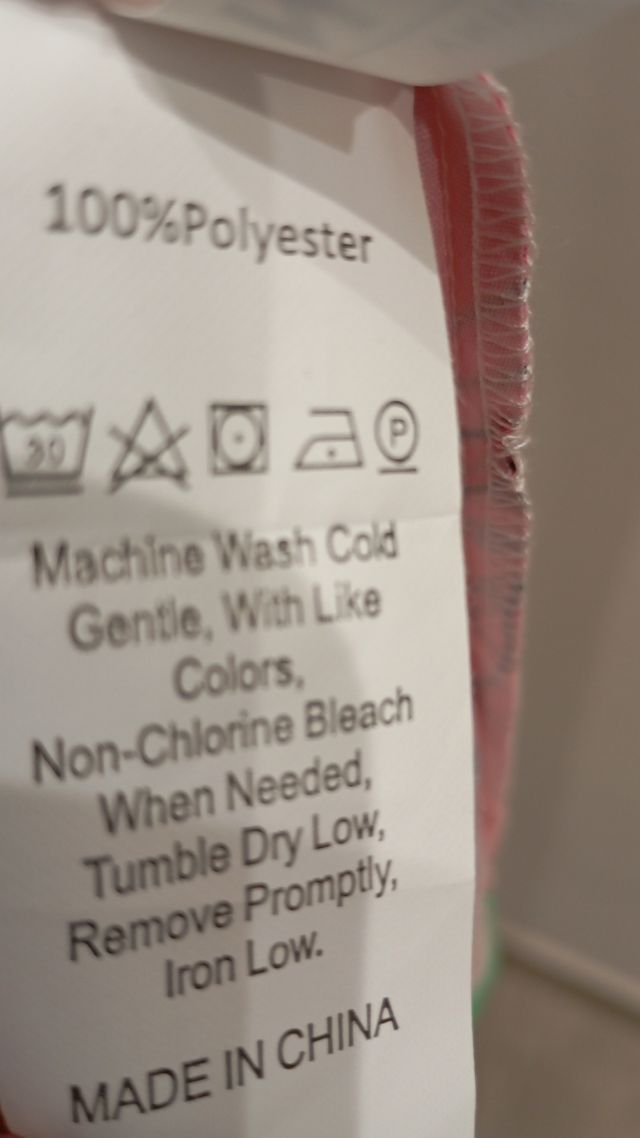 100%Polyester
30 P
Machine Wash Cold
Gentle, With Like
Colors,
Non-Chlorine Bleach
When Needed,
Tumble Dry Low,
Remove Promptly,
Iron Low.
MADE IN CHINA